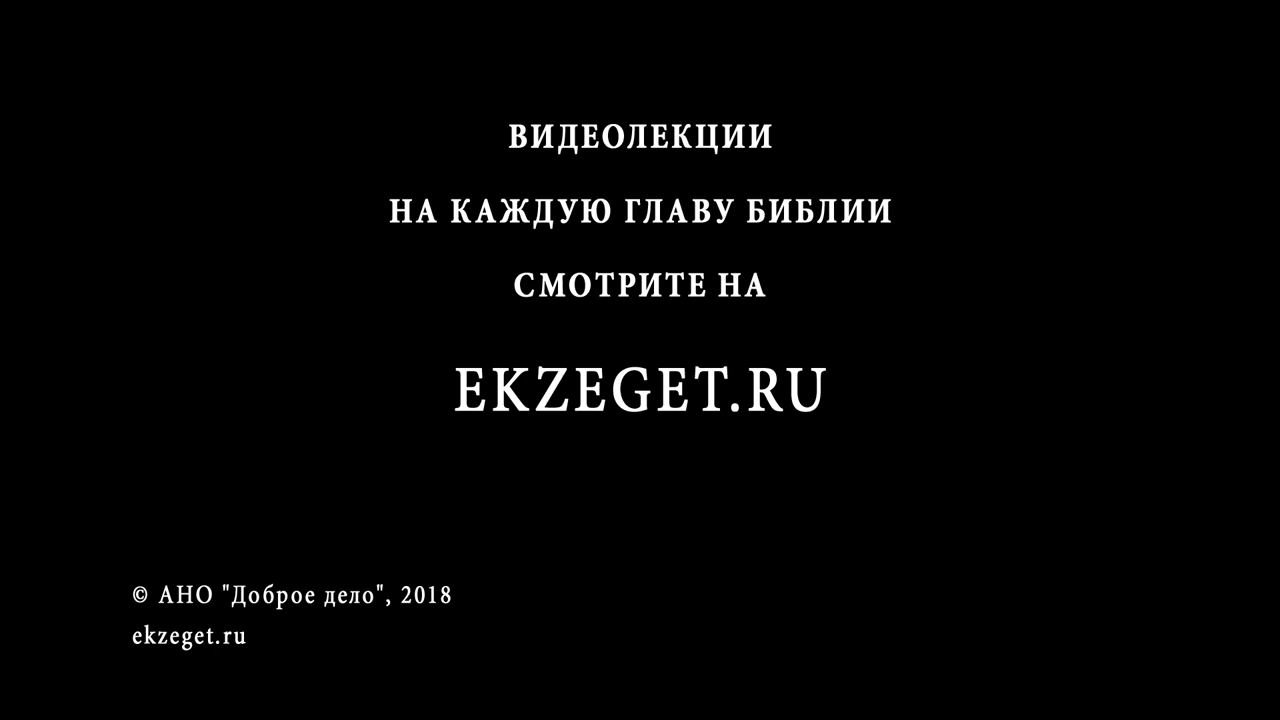 ВИДЕОЛЕКЦИИ
НА КАЖДУЮ ГЛАВУ БИБЛИИ
СМОТРИТЕ НА
EKZEGET.RU
© АНО "Доброе дело", 2018
ekzeget.ru